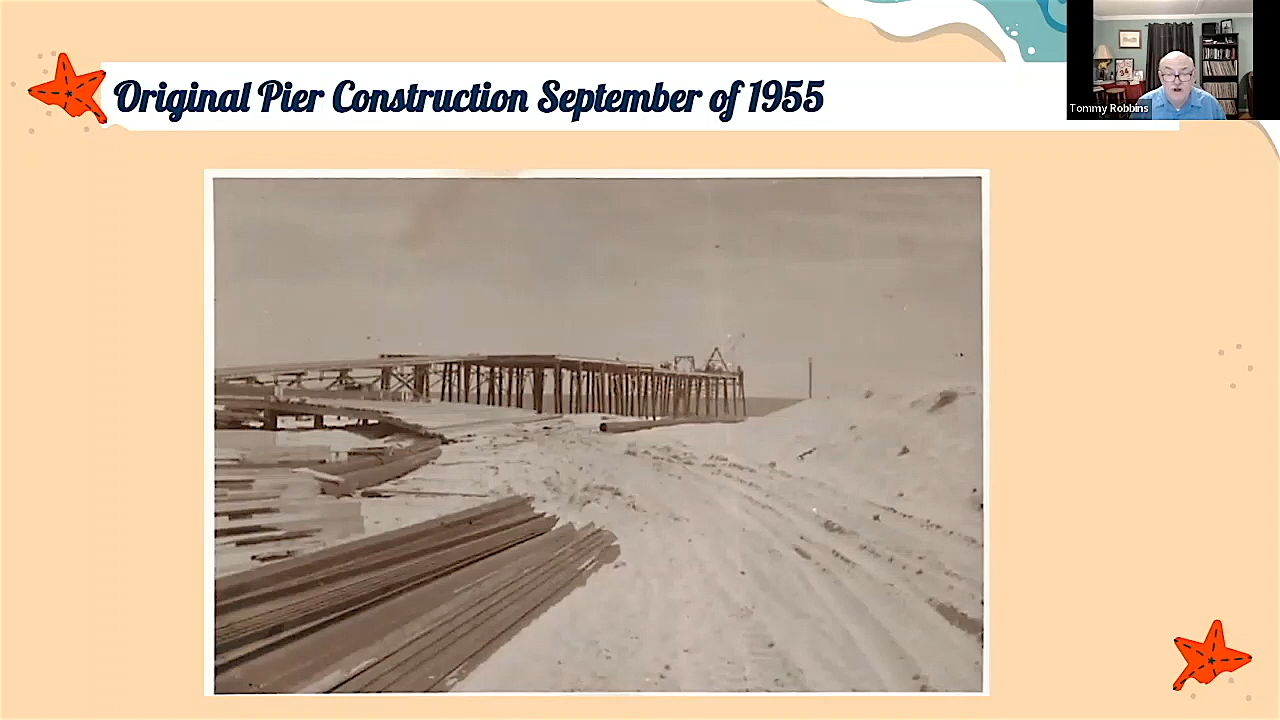 Original Pier Construction September of 1955
Tommy Robbins